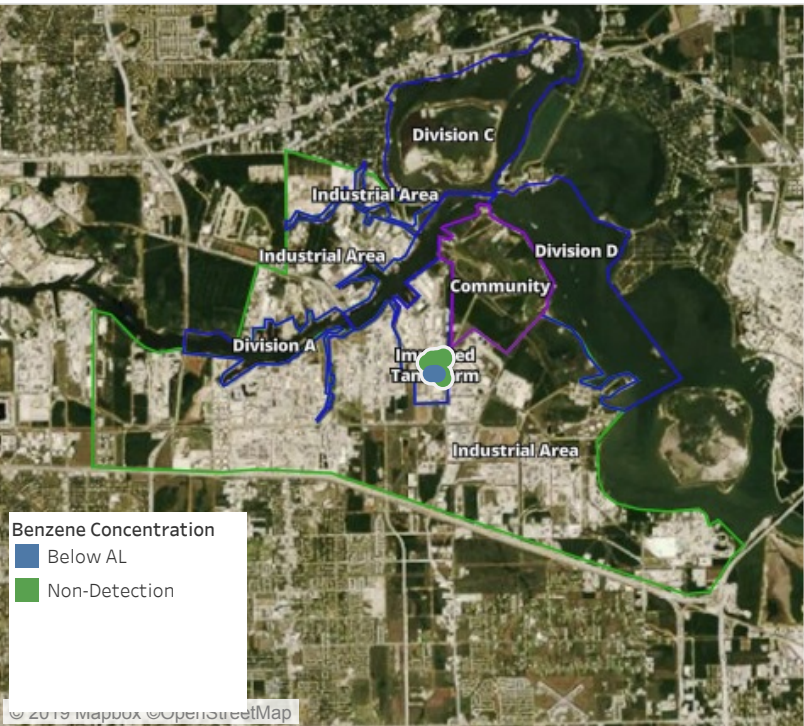 Division C
Industrial Area
Division D
Industrial Area
Community
Division A
Industrial Area
Benzene Concentration
Below AL
Non-Detection
© 2019 Mapbox ©OpenStreetMap